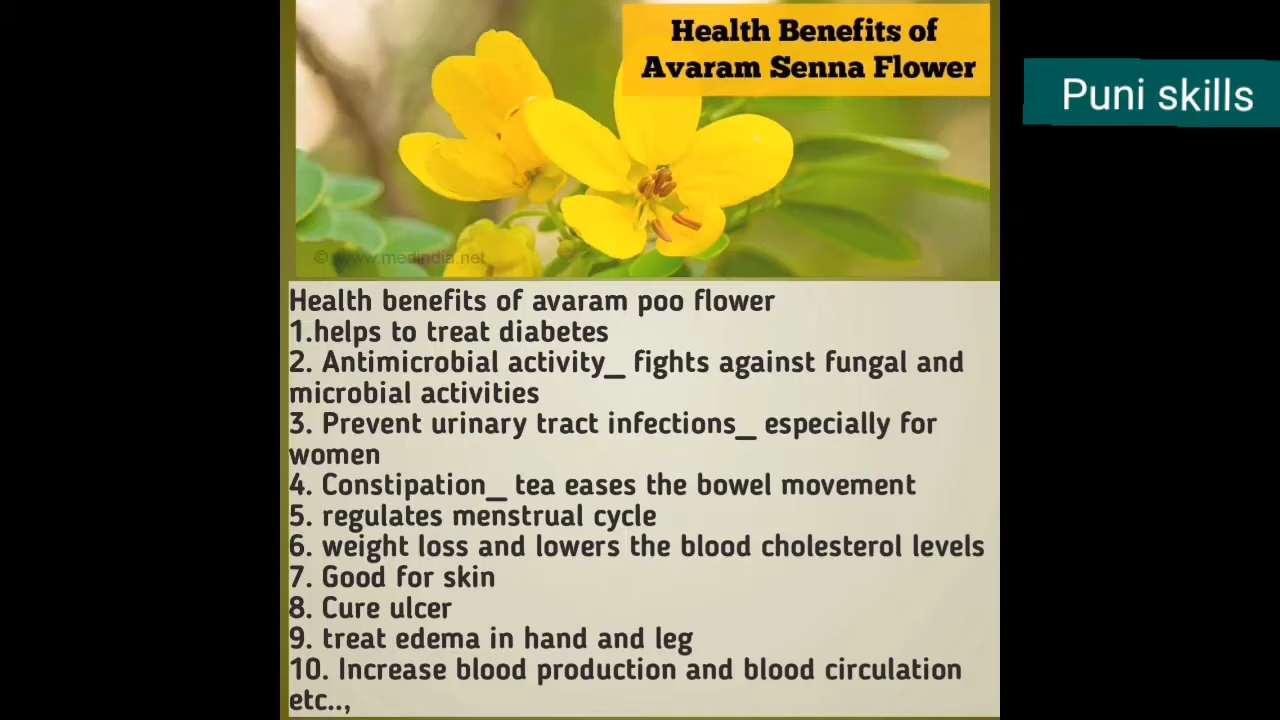 Health Benefits of
Avaram Senna Flower
Puni skills
© www.medindia.net
Health benefits of avaram poo flower
1.helps to treat diabetes
2. Antimicrobial activity_ fights against fungal and
microbial activities
3. Prevent urinary tract infections_ especially for
women
4. Constipation_ tea eases the bowel movement
5. regulates menstrual cycle
6. weight loss and lowers the blood cholesterol levels
7. Good for skin
8. Cure ulcer
9. treat edema in hand and leg
10. Increase blood production and blood circulation
etc..,